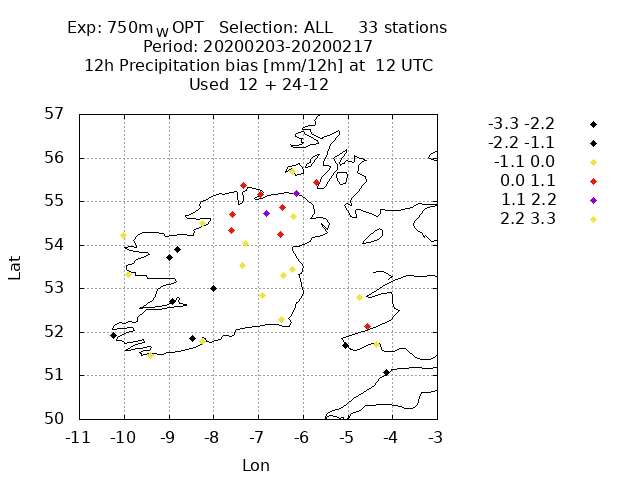 Exp: 750m_W OPT   Selection: ALL     33 stations
Period: 20200203-20200217
12h Precipitation bias [mm/12h] at  12 UTC
Used  12 + 24-12
-3.3 -2.2
-2.2 -1.1
-1.1 0.0
0.0 1.1
1.1 2.2
2.2 3.3
57
56
55
54
53
52
51
50
Lat
-11 -10 -9 -8 -7 -6 -5 -4 -3
Lon